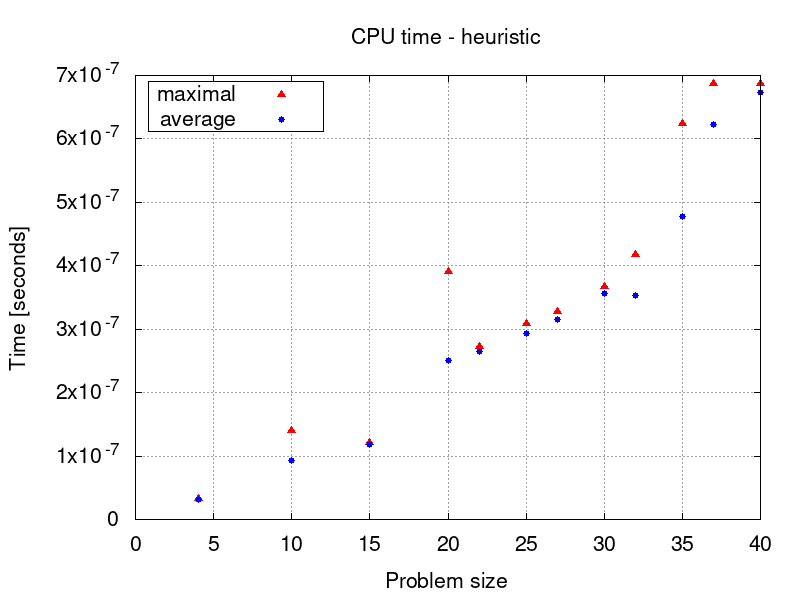 CPU time - heuristic
maximal
average
7x10-7
6x10-7
5x10-7
4x10-7
3x10-7
2x10-7
1x10-7
0
Time [seconds]
0 5 10 15 20 25 30 35 40
Problem size